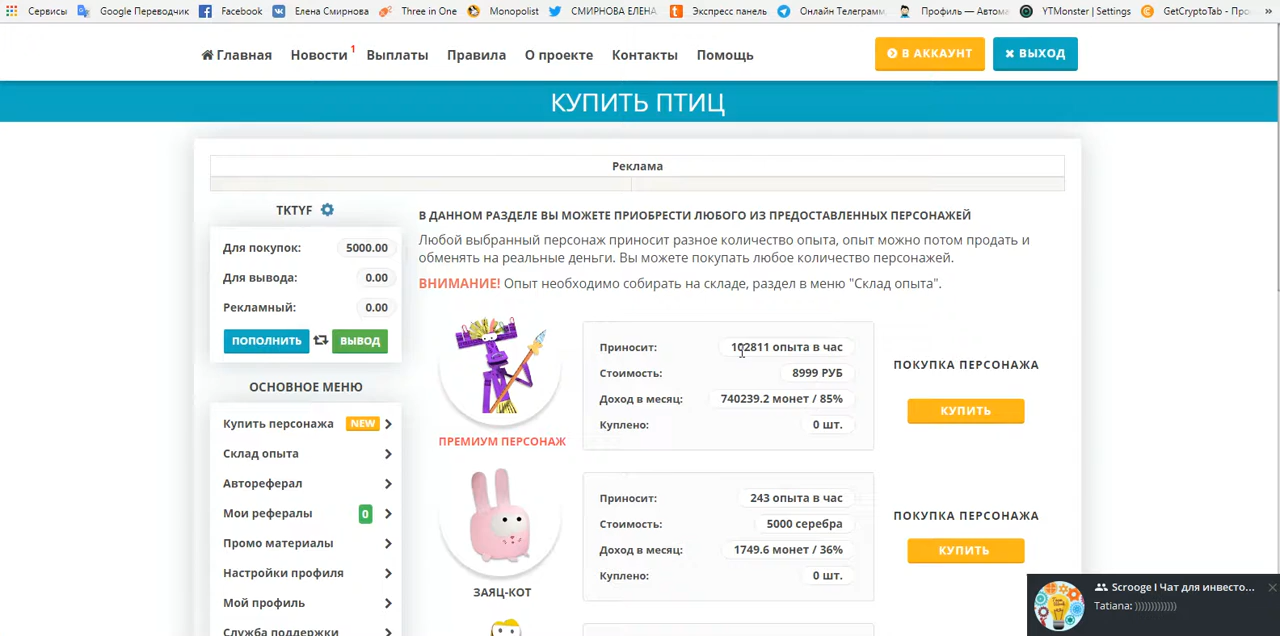 Сервисы Google Переводчик Facebook Елена Смирнова Three in One Monopolist СМИРНОВА ЕЛЕНА Экспресс панель Онлайн Телеграмм Профиль — Автома YTMonster | Settings GetCryptoTab - Про »
Главная Новости 1 Выплаты Правила О проекте Контакты Помощь В АККАУНТ ВЫХОД
КУПИТЬ ПТИЦ
Реклама
TKTYF
Для покупок: 5000.00
Для вывода: 0.00
Рекламный: 0.00
ПОПОЛНИТЬ ВЫВОД
ОСНОВНОЕ МЕНЮ
Купить персонажа NEW
Склад опыта
Автореферал
Мои рефералы 0
Промо материалы
Настройки профиля
Мой профиль
Служба поддержки
В ДАННОМ РАЗДЕЛЕ ВЫ МОЖЕТЕ ПРИОБРЕСТИ ЛЮБОГО ИЗ ПРЕДОСТАВЛЕННЫХ ПЕРСОНАЖЕЙ
Любой выбранный персонаж приносит разное количество опыта, опыт можно потом продать и
обменять на реальные деньги. Вы можете покупать любое количество персонажей.
ВНИМАНИЕ! Опыт необходимо собирать на складе, раздел в меню "Склад опыта".
ПРЕМИУМ ПЕРСОНАЖ
Приносит: 102811 опыта в час
Стоимость: 8999 РУБ
Доход в месяц: 740239.2 монет / 85%
Куплено: 0 шт.
ПОКУПКА ПЕРСОНАЖА
КУПИТЬ
ЗАЯЦ-КОТ
Приносит: 243 опыта в час
Стоимость: 5000 серебра
Доход в месяц: 1749.6 монет / 36%
Куплено: 0 шт.
ПОКУПКА ПЕРСОНАЖА
КУПИТЬ
Scrooge I Чат для инвесто...
Tatiana: )))))))))))))